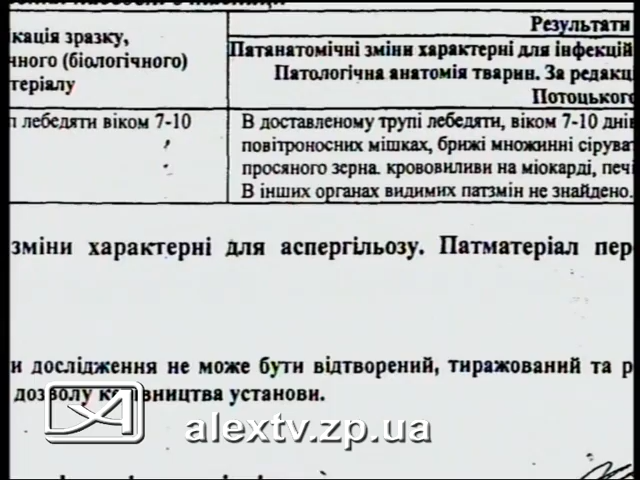 Результати
кація зразку,
Патанатомічні зміни характерні для інфекцій
чного (біологічного)
Патологічна анатомія тварин. За редакці
теріалу
Потоцького
лебедяти віком 7-10
В доставленому трупі лебедяти, віком 7-10 днів
повітроносних мішках, брижі множинні сірува
просяного зерна. крововиливи на міокарді, печі
В інших органах видимих патзмін не знайдено.
зміни характерні для аспергільозу. Патматеріал пер
и дослідження не може бути відтворений, тиражований та р
дозволу керівництва установи.
alextv.zp.ua